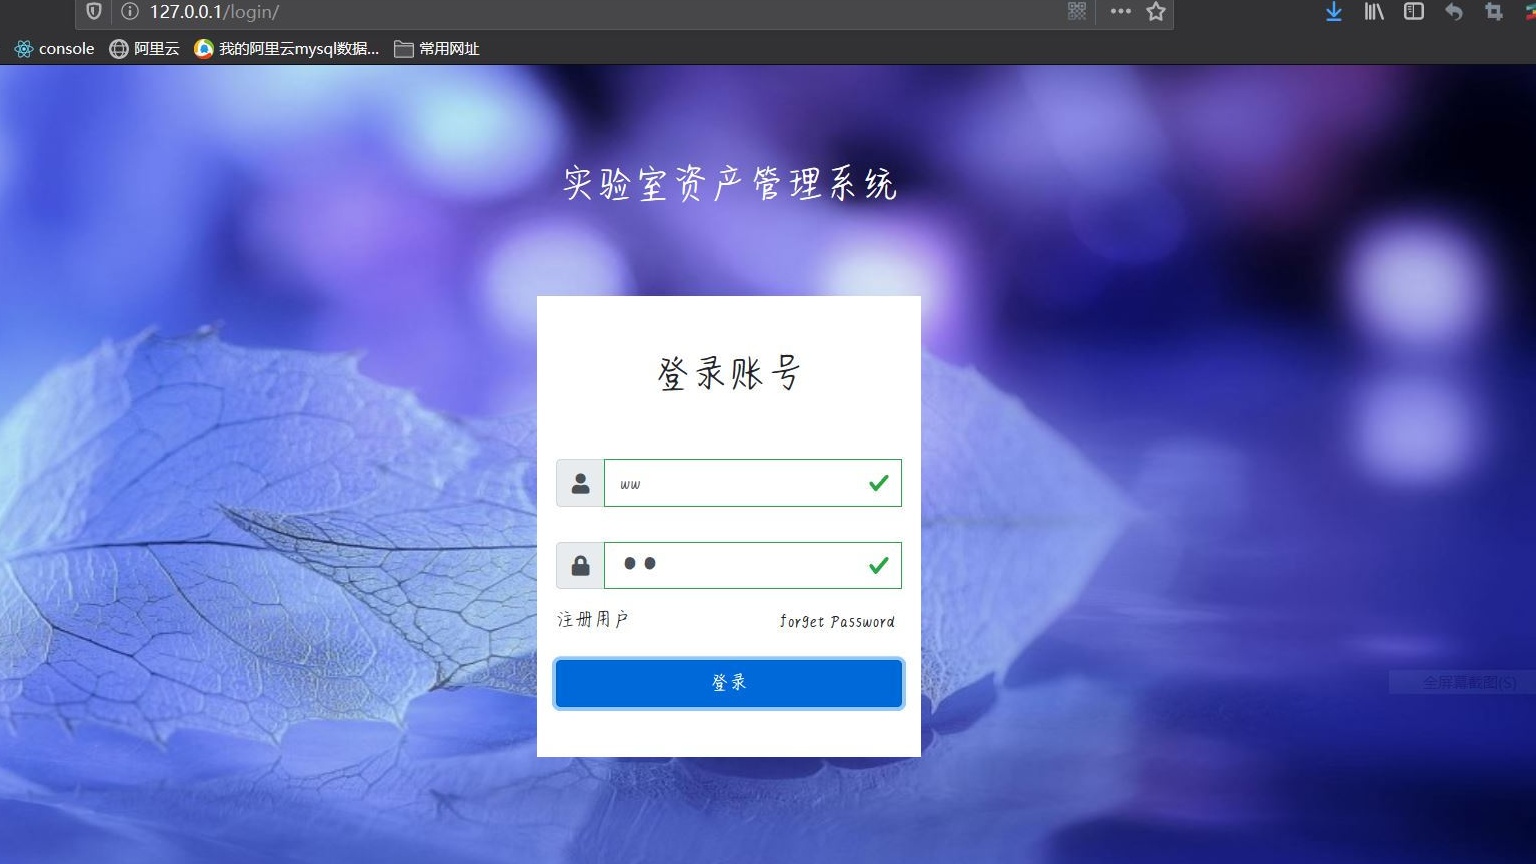 127.0.0.1/login/
console 阿里云 我的阿里云mysql数据... 常用网址
实验室资产管理系统
登录账号
ww
注册用户 forget Password
登录
全屏幕截图(S)